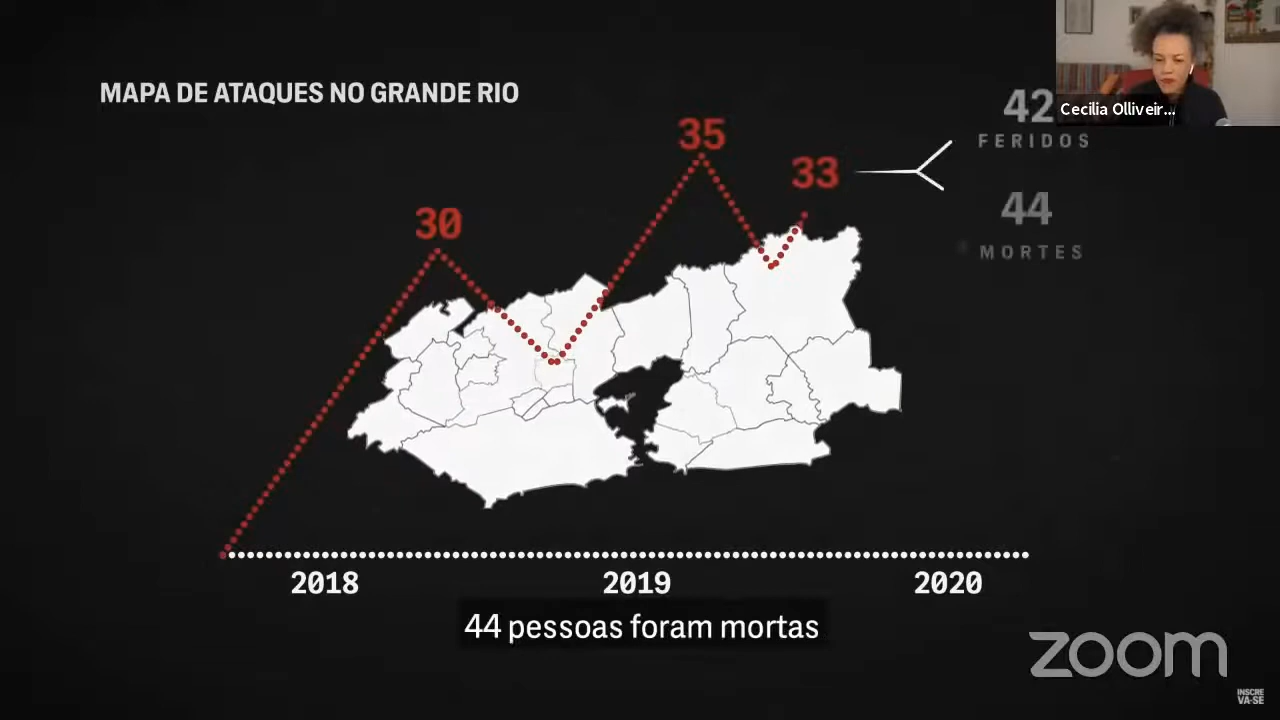 MAPA DE ATAQUES NO GRANDE RIO
42
Cecilia Olliveir...
FERIDOS
35
33
44
MORTES
30
2018
2019
2020
44 pessoas foram mortas
zoom
INSCRE
VA-SE